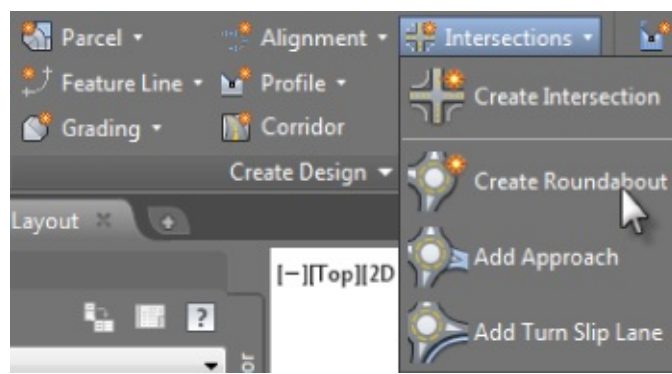 Parcel Alignment Intersections
Feature Line Profile
Grading Corridor
Create Design
Create Intersection
Create Roundabout
Add Approach
Add Turn Slip Lane
Layout
[−][Top][2D
?
or